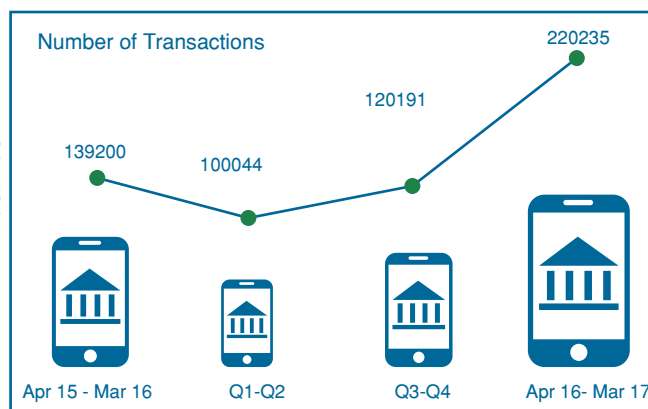 Number of Transactions
220235
120191
139200
100044
Apr 15 - Mar 16
Q1-Q2
Q3-Q4
Apr 16- Mar 17